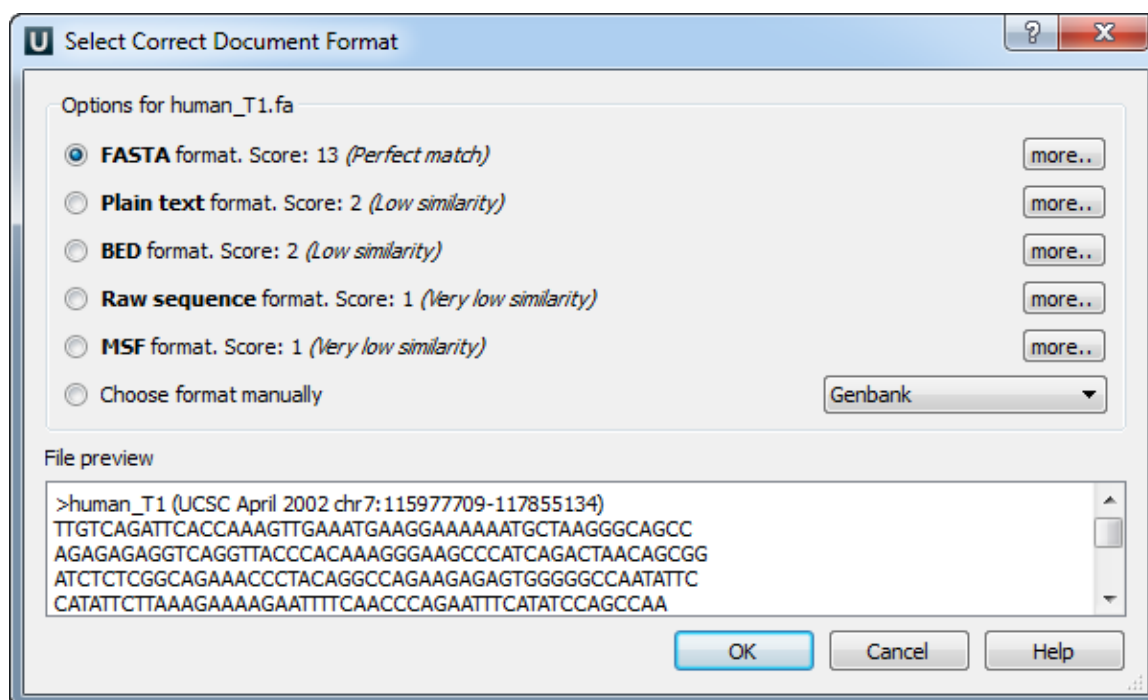 U Select Correct Document Format
Options for human_T1.fa
FASTA format. Score: 13 (Perfect match) more..
Plain text format. Score: 2 (Low similarity) more..
BED format. Score: 2 (Low similarity) more..
Raw sequence format. Score: 1 (Very low similarity) more..
MSF format. Score: 1 (Very low similarity) more..
Choose format manually Genbank
File preview
>human_T1 (UCSC April 2002 chr7:115977709-117855134)
TTGTCAGATTCACCAAAGTTGAAATGAAGGAAAAAATGCTAAGGGCAGCC
AGAGAGAGGTCAGGTTACCCACAAAGGGAAGCCCATCAGACTAACAGCGG
ATCTCTCGGCAGAAACCCTACAGGCCAGAAGAGAGTGGGGGCCAATATTC
CATATTCTTAAAGAAAAGAATTTTCAACCCAGAATTTCATATCCAGCCAA
OK Cancel Help